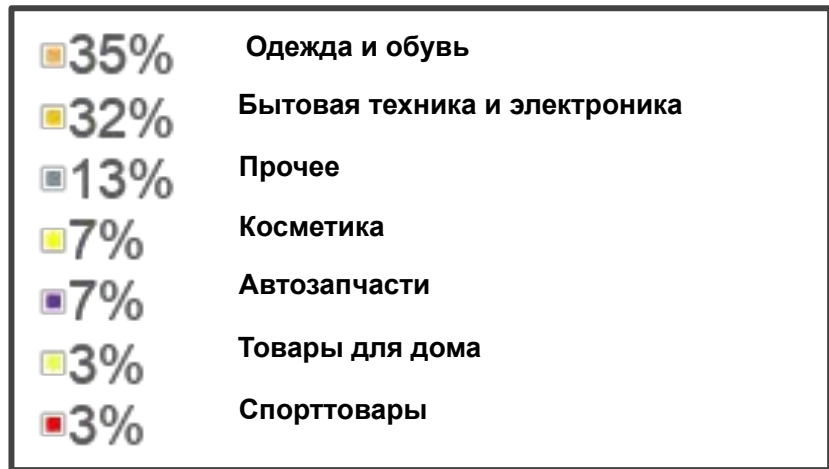 35% Одежда и обувь
32% Бытовая техника и электроника
13% Прочее
7% Косметика
7% Автозапчасти
3% Товары для дома
3% Спорттовары